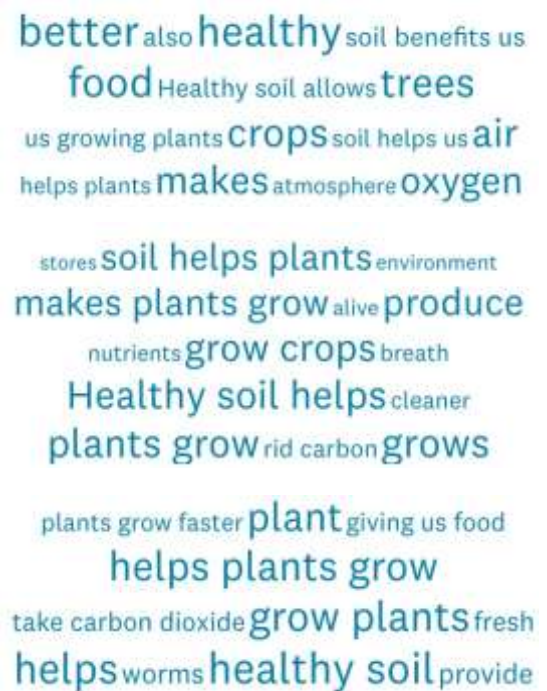 better also healthy soil benefits us
food Healthy soil allows trees
us growing plants crops soil helps us air
helps plants makes atmosphere oxygen
stores soil helps plants environment
makes plants grow alive produce
nutrients grow crops breath
Healthy soil helps cleaner
plants grow rid carbon grows
plants grow faster plant giving us food
helps plants grow
take carbon dioxide grow plants fresh
helps worms healthy soil provide